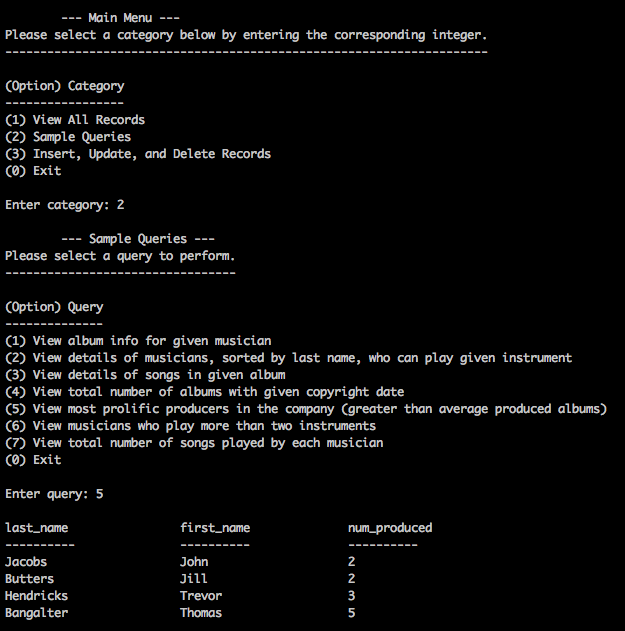 --- Main Menu ---
Please select a category below by entering the corresponding integer.
---------------------------------------------------------------------
(Option) Category
-----------------
(1) View All Records
(2) Sample Queries
(3) Insert, Update, and Delete Records
(0) Exit
Enter category: 2
--- Sample Queries ---
Please select a query to perform.
---------------------------------
(Option) Query
--------------
(1) View album info for given musician
(2) View details of musicians, sorted by last name, who can play given instrument
(3) View details of songs in given album
(4) View total number of albums with given copyright date
(5) View most prolific producers in the company (greater than average produced albums)
(6) View musicians who play more than two instruments
(7) View total number of songs played by each musician
(0) Exit
Enter query: 5
last_name first_name num_produced
---------- ---------- ----------
Jacobs John 2
Butters Jill 2
Hendricks Trevor 3
Bangalter Thomas 5